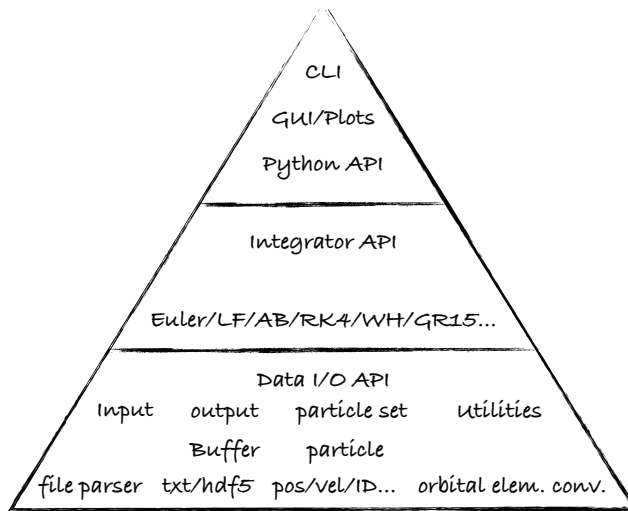 CLI
GUI/Plots
Python API
Integrator API
Euler/LF/AB/RK4/WH/GR15...
Data I/O API
Input output particle set Utilities
Buffer particle
file parser txt/hdf5 pos/vel/ID... orbital elem. conv.